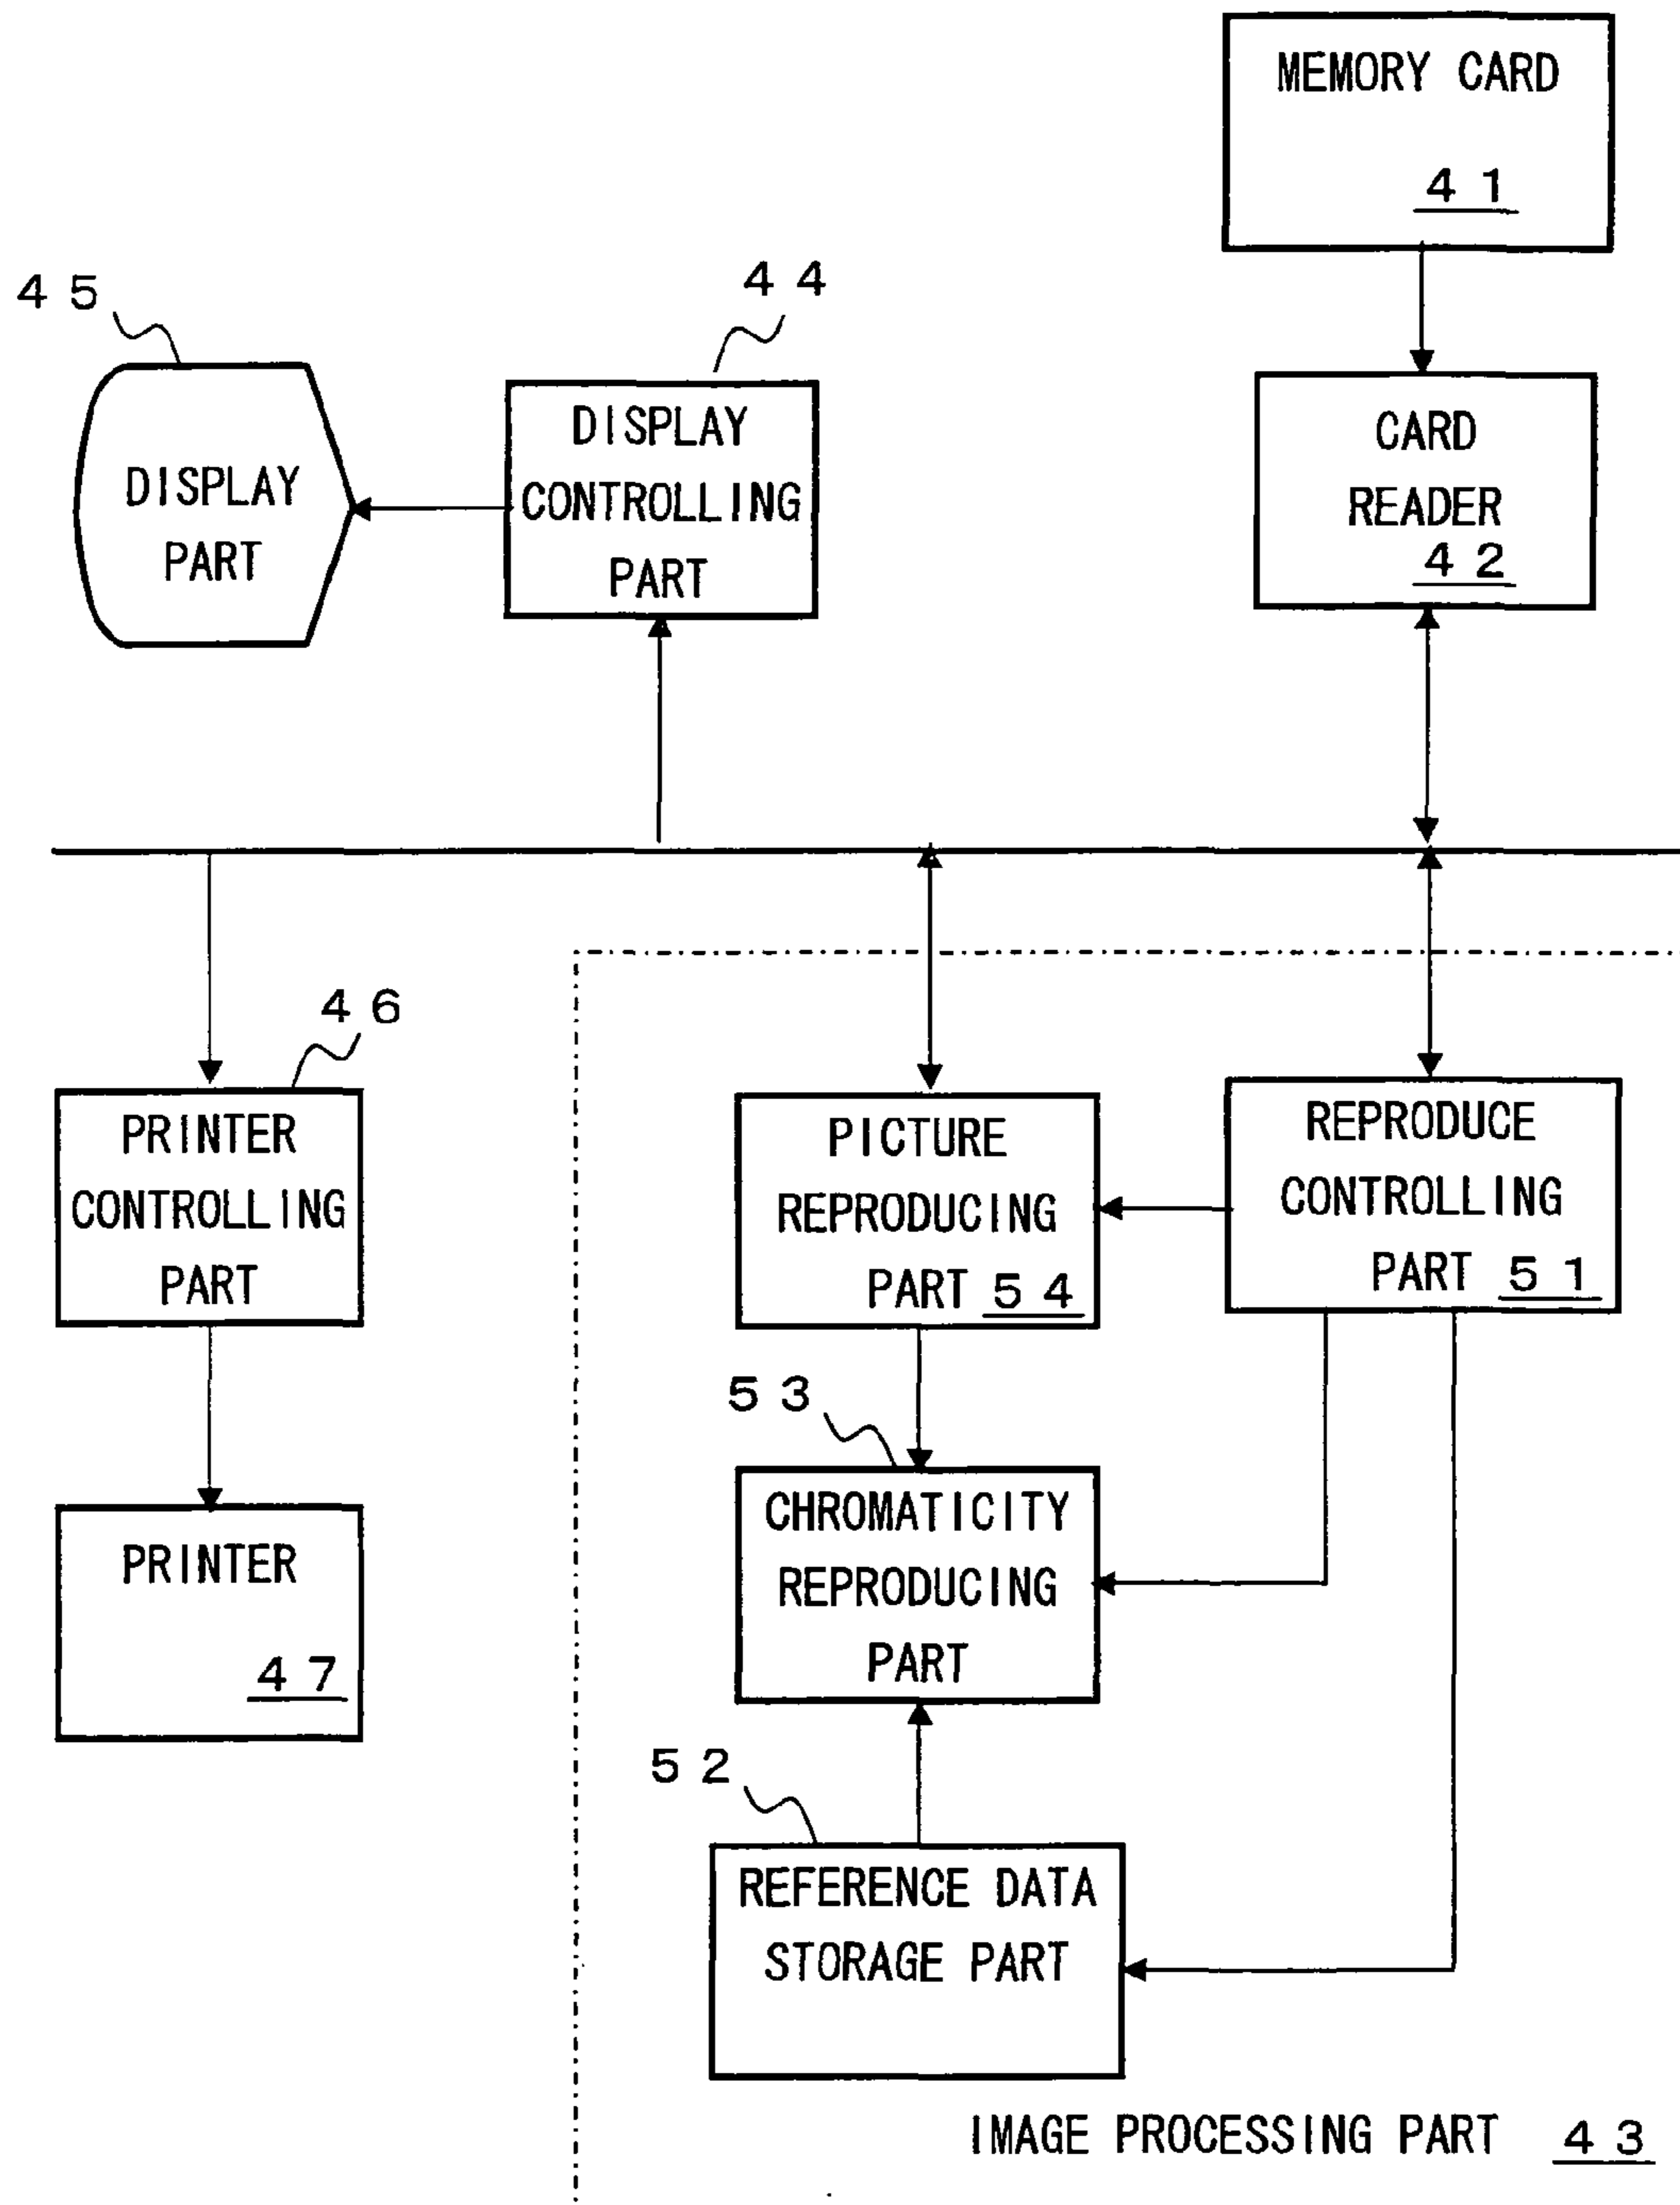 MEMORY CARD
41
45
44
DISPLAY
PART
DISPLAY
CONTROLLING
PART
CARD
READER
42
46
PRINTER
CONTROLLING
PART
PICTURE
REPRODUCING
PART 54
REPRODUCE
CONTROLLING
PART 51
53
PRINTER
47
CHROMATICITY
REPRODUCING
PART
52
REFERENCE DATA
STORAGE PART
IMAGE PROCESSING PART 43